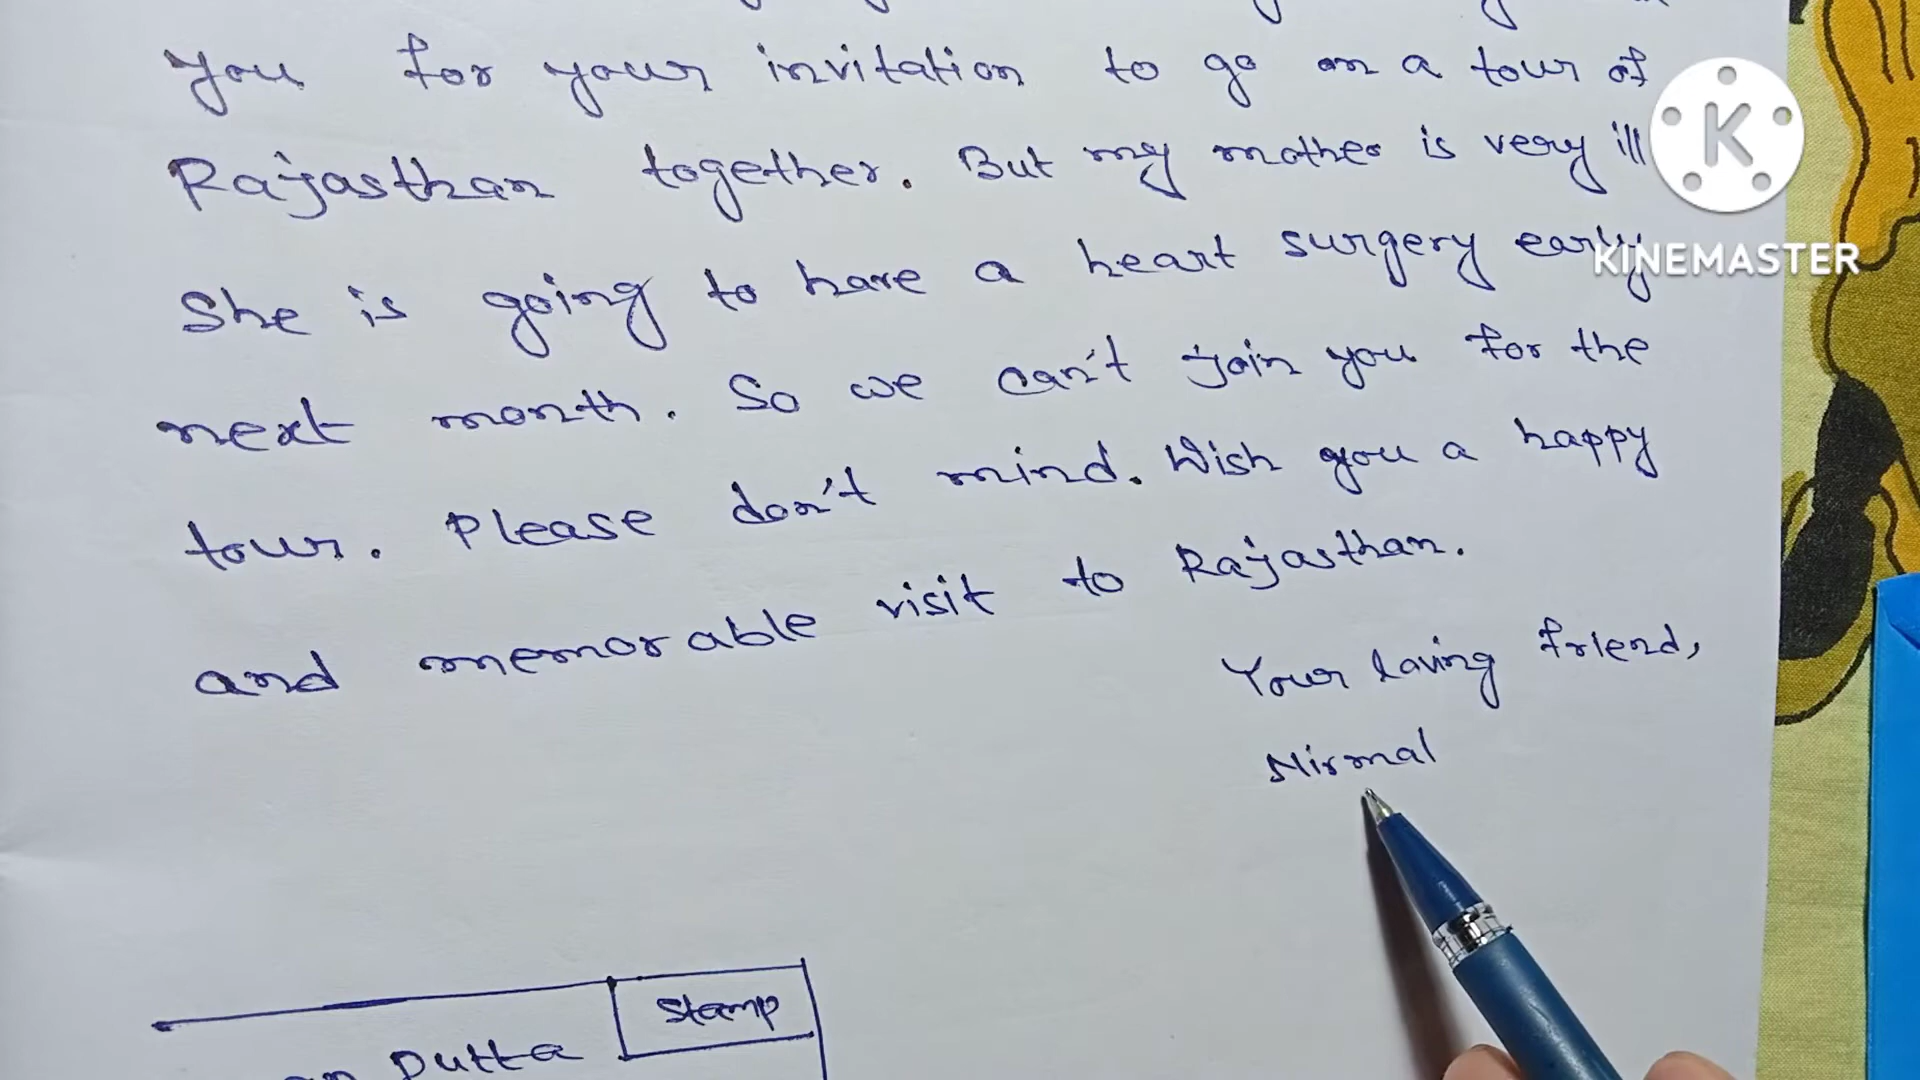 you for your invitation to go on a tour of
Rajasthan together. But my mother is very ill
She is going to have a heart surgery early
next month. So we can't join you for the
tour. Please don't mind. Wish you a happy
and memorable visit to Rajasthan.
Your loving friend,
Nirmal
Stamp
Dutta
K
KINEMASTER